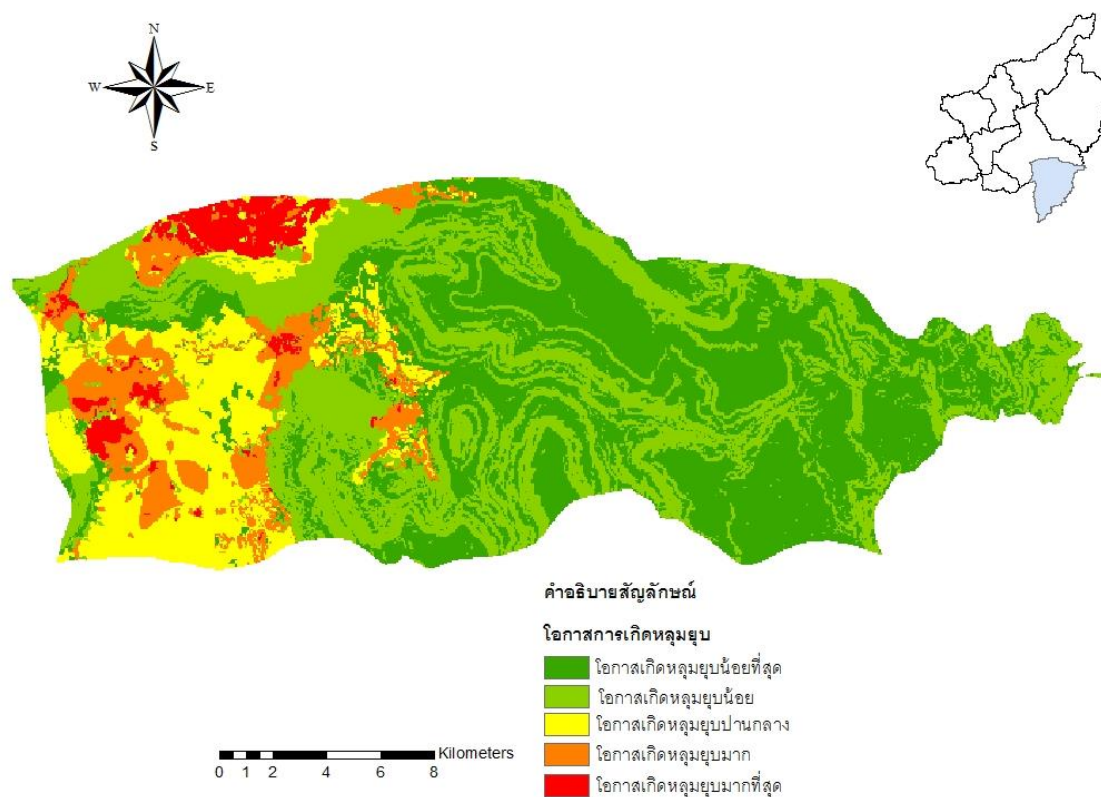 N
W E
S
คำอธิบายสัญลักษณ์
โอกาสการเกิดหลุมยุบ
โอกาสเกิดหลุมยุบน้อยที่สุด
โอกาสเกิดหลุมยุบน้อย
โอกาสเกิดหลุมยุบปานกลาง
โอกาสเกิดหลุมยุบมาก
โอกาสเกิดหลุมยุบมากที่สุด
Kilometers
0 1 2 4 6 8